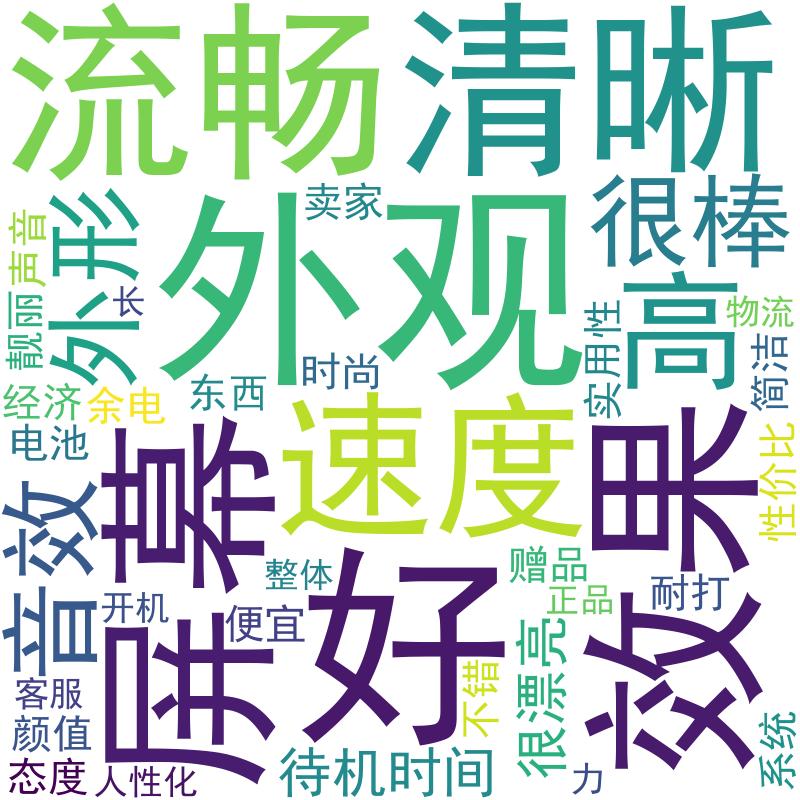 流畅
清晰
卖家
很棒
声音
外形
外观
高
靓丽
长
物流
实用性
简洁
时尚
东西
经济
余电
速度
电池
屏幕
效果
性价比
音效
好
整体
赠品
正品
耐打
开机
便宜
很漂亮
不错
客服
颜值
系统
待机时间
态度
人性化
力